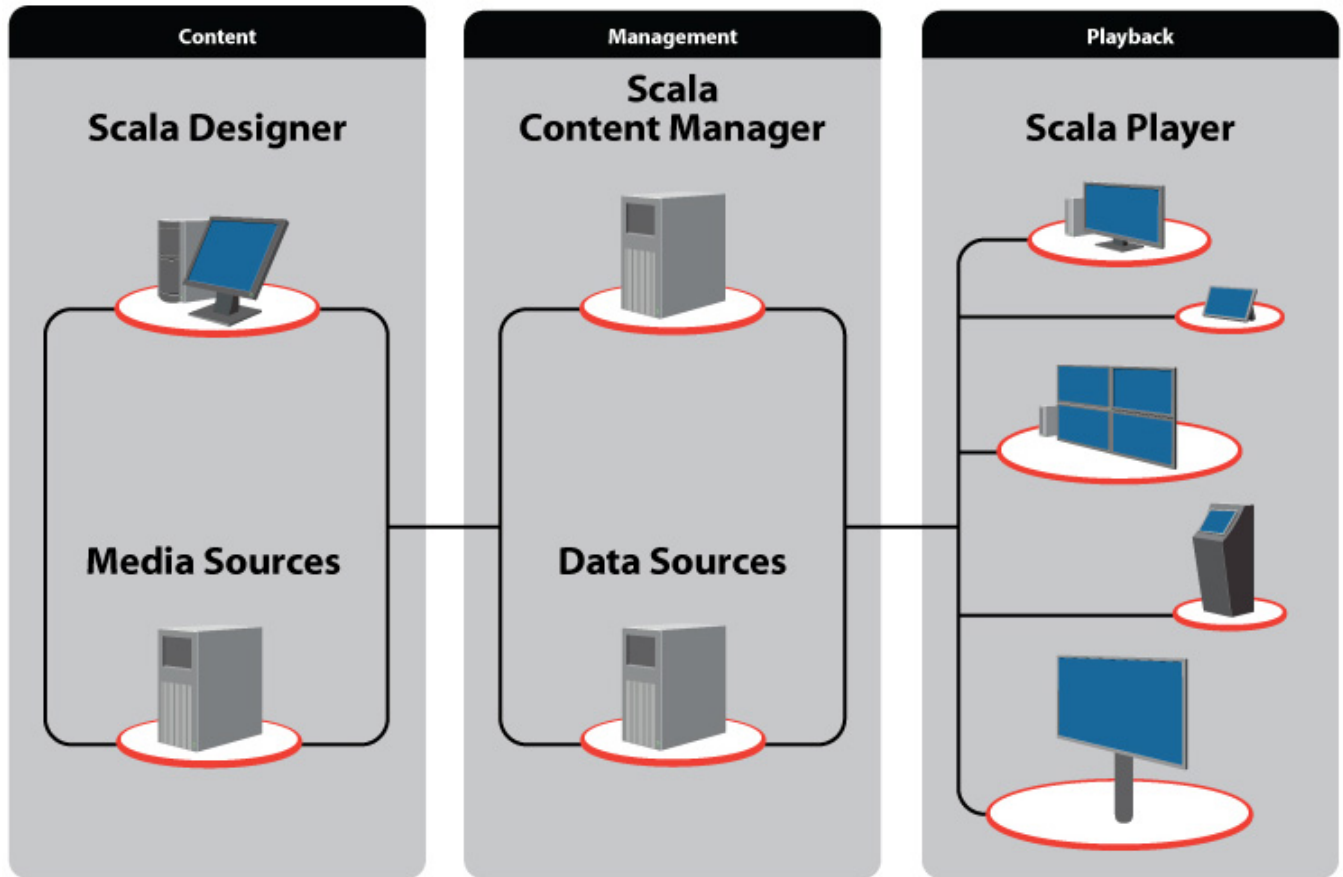 Content
Scala Designer
Media Sources
Management
Scala
Content Manager
Data Sources
Playback
Scala Player